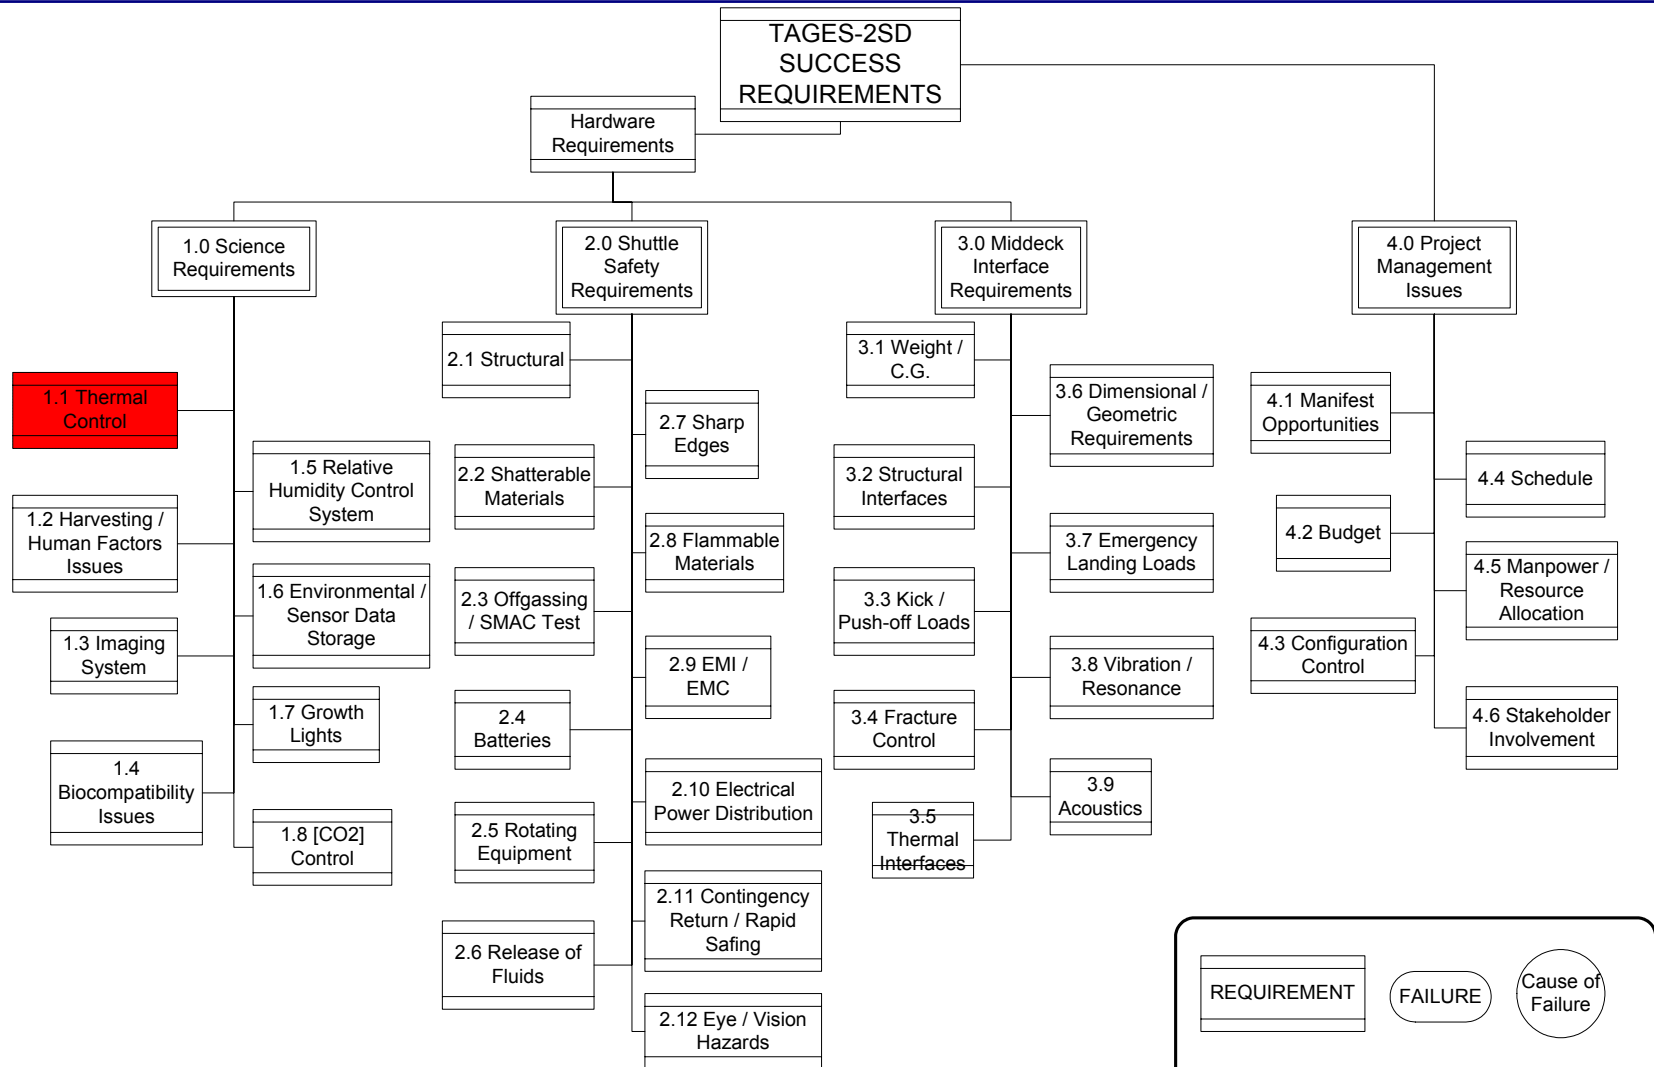 TAGES-2SD
SUCCESS
REQUIREMENTS
Hardware
Requirements
1.0 Science
Requirements
2.0 Shuttle
Safety
Requirements
3.0 Middeck
Interface
Requirements
4.0 Project
Management
Issues
1.1 Thermal
Control
1.2 Harvesting /
Human Factors
Issues
1.3 Imaging
System
1.4
Biocompatibility
Issues
1.5 Relative
Humidity Control
System
1.6 Environmental /
Sensor Data
Storage
1.7 Growth
Lights
1.8 [CO2]
Control
2.1 Structural
2.2 Shatterable
Materials
2.3 Offgassing
/ SMAC Test
2.4
Batteries
2.5 Rotating
Equipment
2.6 Release of
Fluids
2.7 Sharp
Edges
2.8 Flammable
Materials
2.9 EMI /
EMC
2.10 Electrical
Power Distribution
2.11 Contingency
Return / Rapid
Safing
2.12 Eye / Vision
Hazards
3.1 Weight /
C.G.
3.2 Structural
Interfaces
3.3 Kick /
Push-off Loads
3.4 Fracture
Control
3.5
Thermal
Interfaces
3.6 Dimensional /
Geometric
Requirements
3.7 Emergency
Landing Loads
3.8 Vibration /
Resonance
3.9
Acoustics
4.1 Manifest
Opportunities
4.2 Budget
4.3 Configuration
Control
4.4 Schedule
4.5 Manpower /
Resource
Allocation
4.6 Stakeholder
Involvement
REQUIREMENT
FAILURE
Cause of
Failure